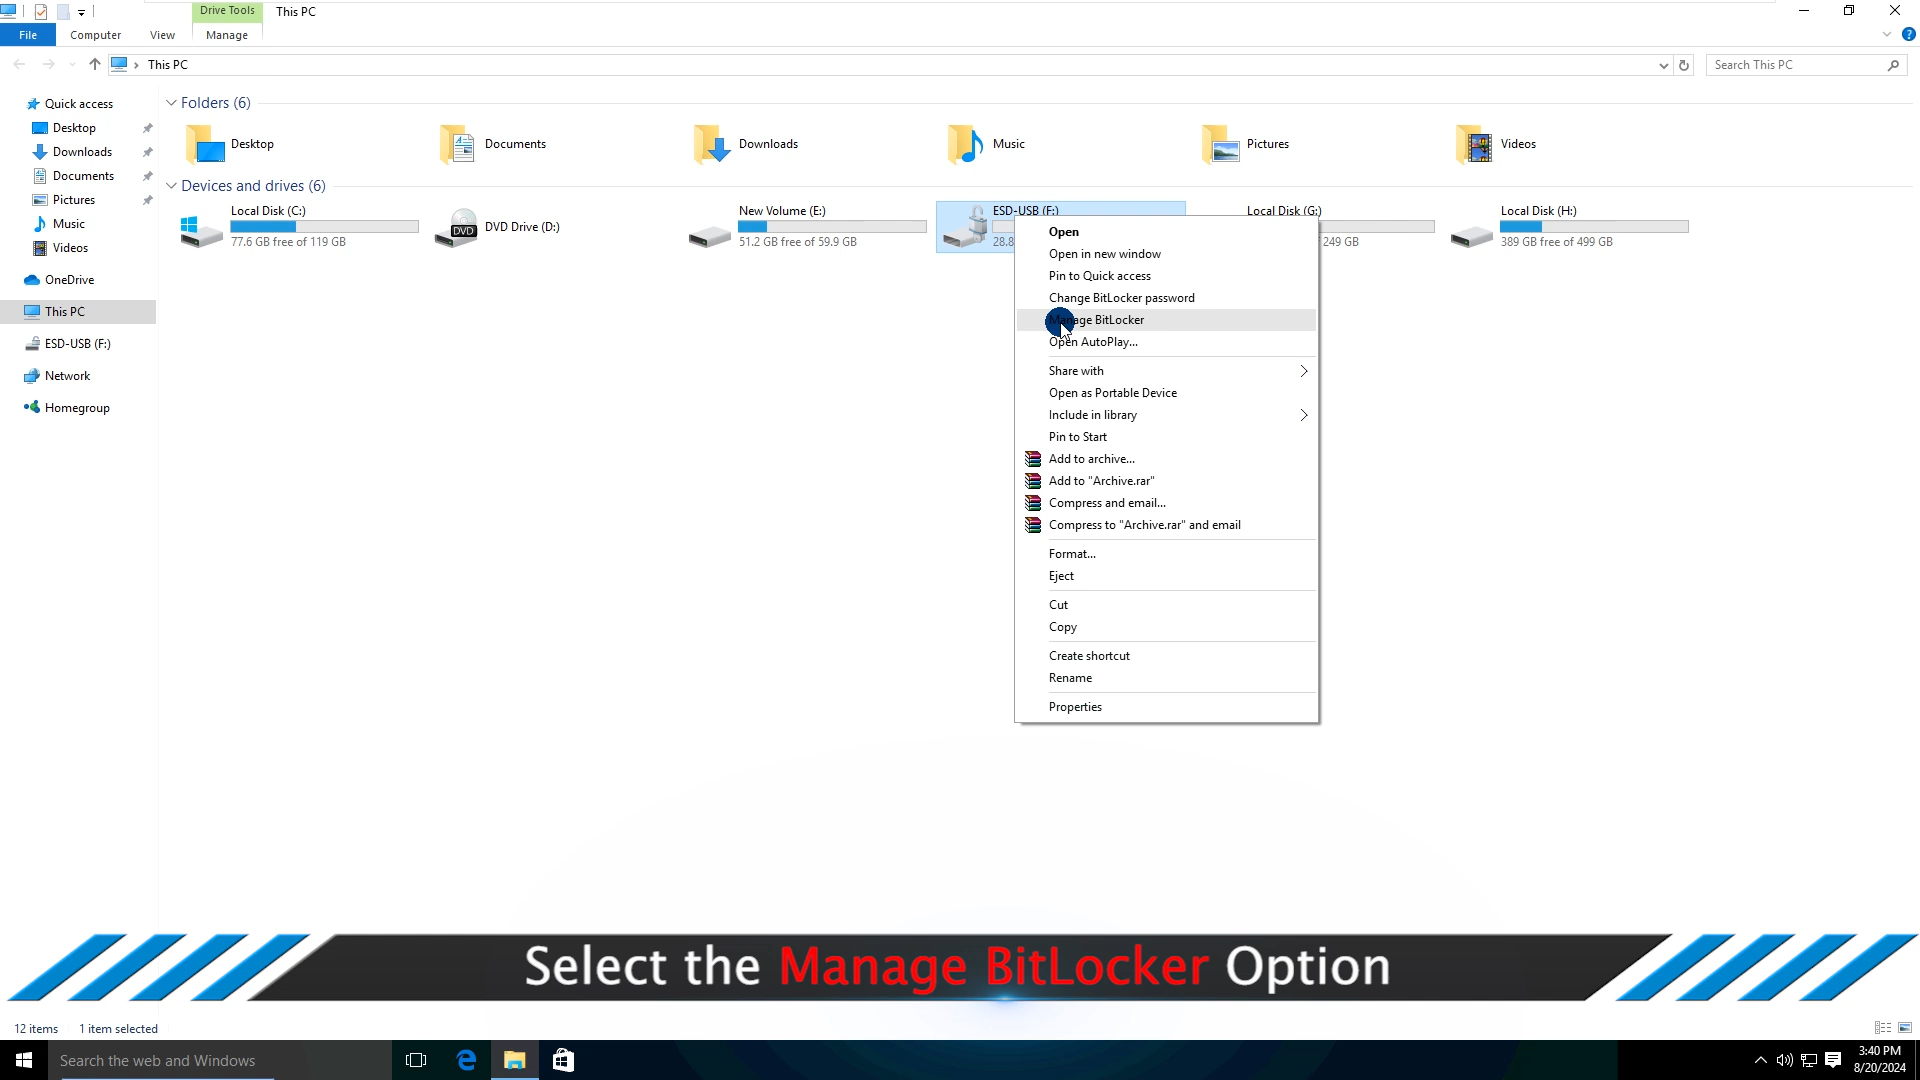 Drive Tools
This PC
File
Computer
View
Manage
This PC
Search This PC
Quick access
Desktop
Downloads
Documents
Pictures
Music
Videos
OneDrive
This PC
ESD-USB (F:)
Network
Homegroup
Folders (6)
Desktop
Documents
Downloads
Music
Pictures
Videos
Devices and drives (6)
Local Disk (C:)
77.6 GB free of 119 GB
DVD
DVD Drive (D:)
New Volume (E:)
51.2 GB free of 59.9 GB
ESD-USB (F:)
28.8
Local Disk (G:)
249 GB
Local Disk (H:)
389 GB free of 499 GB
Open
Open in new window
Pin to Quick access
Change BitLocker password
Manage BitLocker
Open AutoPlay...
Share with
Open as Portable Device
Include in library
Pin to Start
Add to archive...
Add to "Archive.rar"
Compress and email...
Compress to "Archive.rar" and email
Format...
Eject
Cut
Copy
Create shortcut
Rename
Properties
Select the Manage BitLocker Option
12 items
1 item selected
Search the web and Windows
3:40 PM
8/20/2024